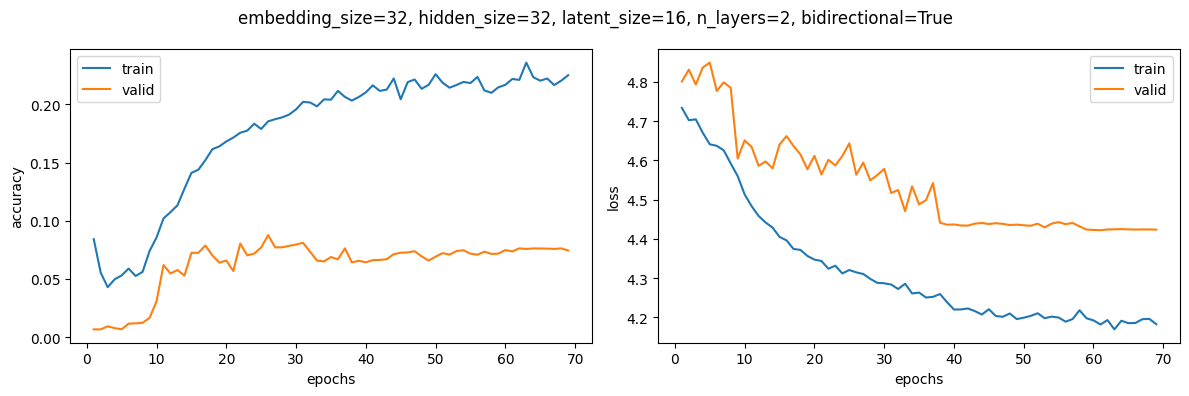 embedding_size=32, hidden_size=32, latent_size=16, n_layers=2, bidirectional=True
train
valid
0.20
0.15
0.10
0.05
0.00
accuracy
0 10 20 30 40 50 60 70
epochs
train
valid
4.8
4.7
4.6
4.5
4.4
4.3
4.2
loss
0 10 20 30 40 50 60 70
epochs